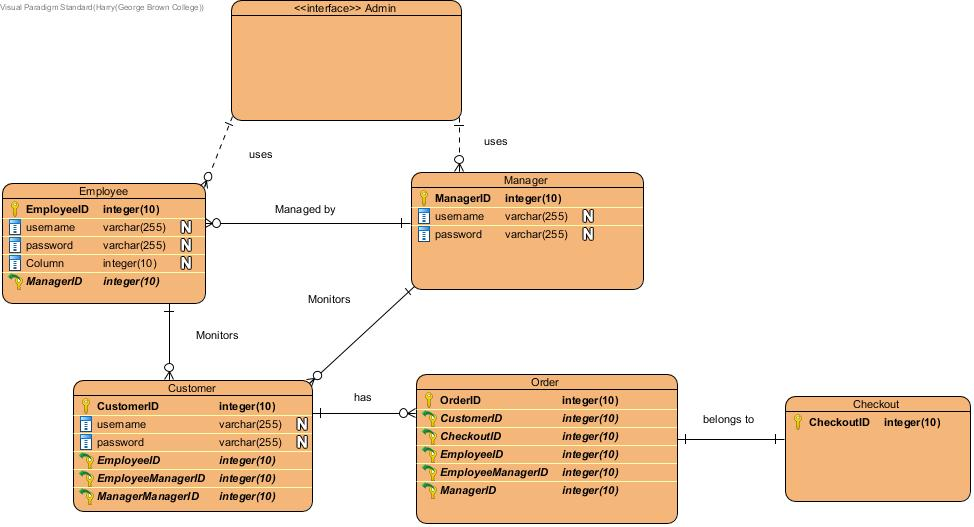 Visual Paradigm Standard(Harry(George Brown College))
<<interface>> Admin
uses
uses
Employee
EmployeeID integer(10)
username varchar(255) N
password varchar(255) N
Column integer(10) N
ManagerID integer(10)
Managed by
Manager
ManagerID integer(10)
username varchar(255) N
password varchar(255) N
Monitors
Monitors
Customer
CustomerID integer(10)
username varchar(255) N
password varchar(255) N
EmployeeID integer(10)
EmployeeManagerID integer(10)
ManagerManagerID integer(10)
has
Order
OrderID integer(10)
CustomerID integer(10)
CheckoutID integer(10)
EmployeeID integer(10)
EmployeeManagerID integer(10)
ManagerID integer(10)
belongs to
Checkout
CheckoutID integer(10)